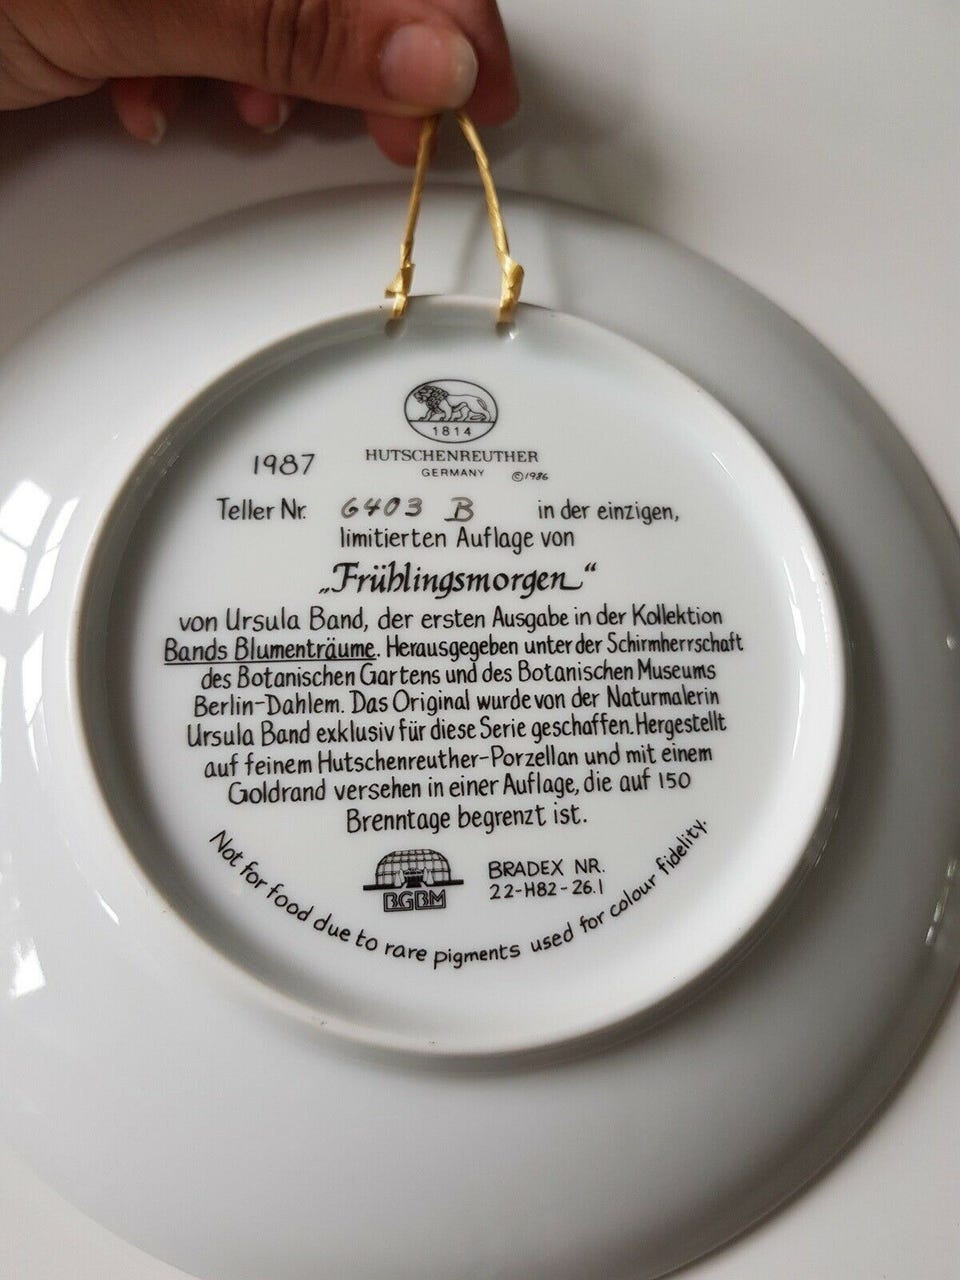 1814
HUTSCHENREUTHER
GERMANY ©1986
1987
Teller Nr. 6403 B in der einzigen,
limitierten Auflage von
„Frühlingsmorgen“
von Ursula Band, der ersten Ausgabe in der Kollektion
Bands Blumenträume. Herausgegeben unter der Schirmherrschaft
des Botanischen Gartens und des Botanischen Museums
Berlin-Dahlem. Das Original wurde von der Naturmalerin
Ursula Band exklusiv für diese Serie geschaffen. Hergestellt
auf feinem Hutschenreuther-Porzellan und mit einem
Goldrand versehen in einer Auflage, die auf 150
Brenntage begrenzt ist.
BGBM
BRADEX NR.
22-H82-26.1
Not for food due to rare pigments used for colour fidelity.